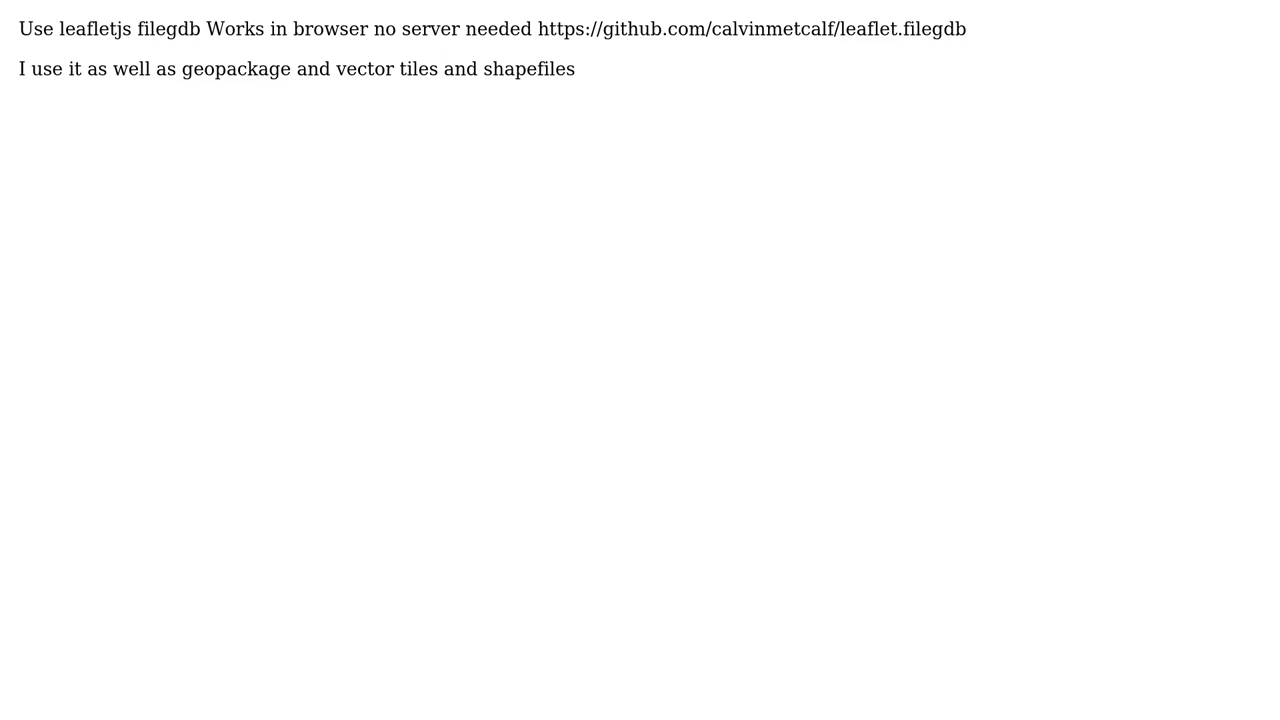 Use leafletjs filegdb Works in browser no server needed https://github.com/calvinmetcalf/leaflet.filegdb
I use it as well as geopackage and vector tiles and shapefiles